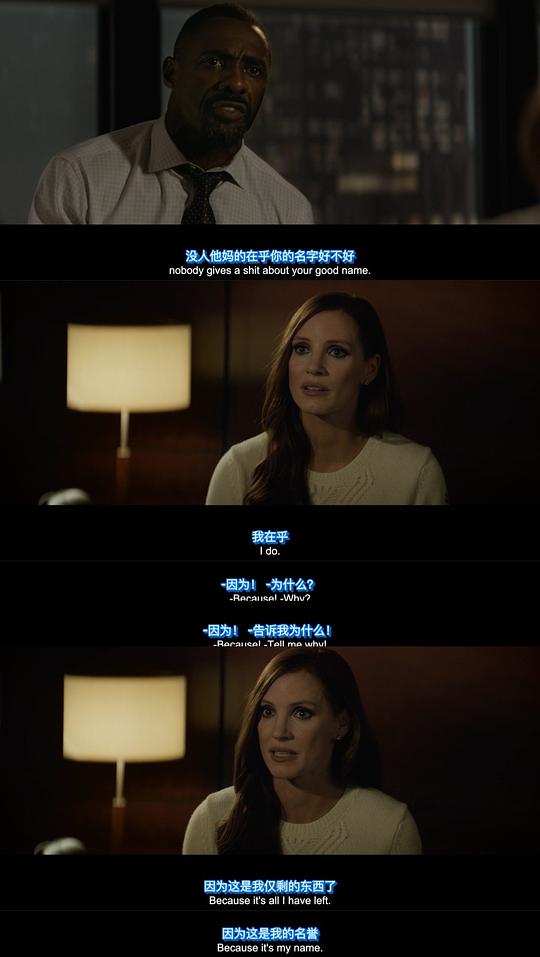 没人他妈的在乎你的名字好不好
nobody gives a shit about your good name.
我在乎
I do.
-因为！ -为什么？
-Because! -Why?
-因为！ -告诉我为什么！
-Because! -Tell me why!
因为这是我仅剩的东西了
Because it's all I have left.
因为这是我的名誉
Because it's my name.